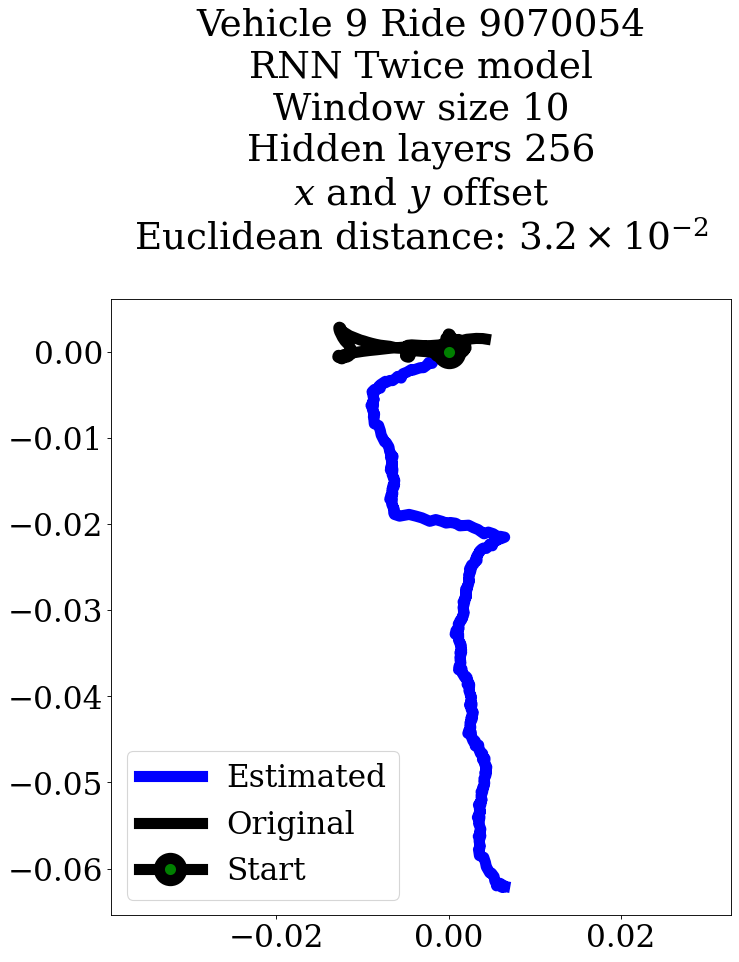 Vehicle 9 Ride 9070054
RNN Twice model
Window size 10
Hidden layers 256
x and y offset
Euclidean distance: 3.2 × 10⁻²
0.00
−0.01
−0.02
−0.03
−0.04
−0.05
−0.06
Estimated
Original
Start
−0.02 0.00 0.02